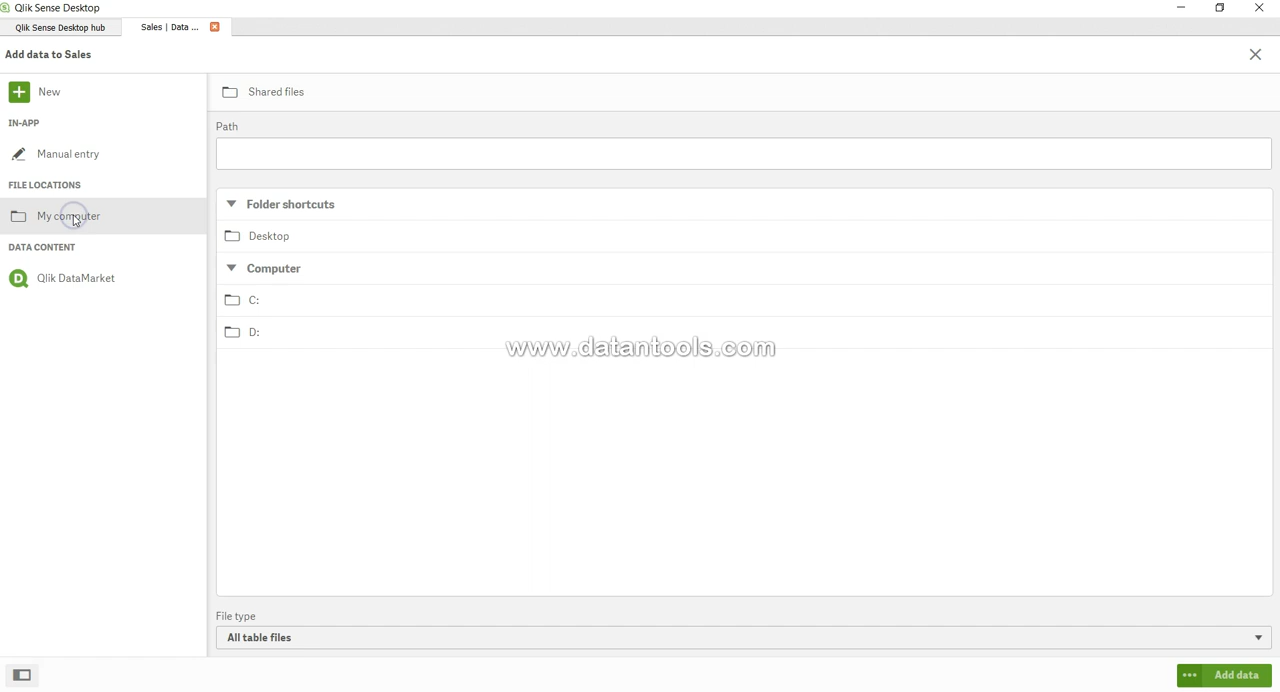 Qlik Sense Desktop
Qlik Sense Desktop hub
Sales | Data ...
Add data to Sales
New
IN-APP
Manual entry
FILE LOCATIONS
My computer
DATA CONTENT
Qlik DataMarket
Shared files
Path
Folder shortcuts
Desktop
Computer
C:
D:
www.datantools.com
File type
All table files
Add data